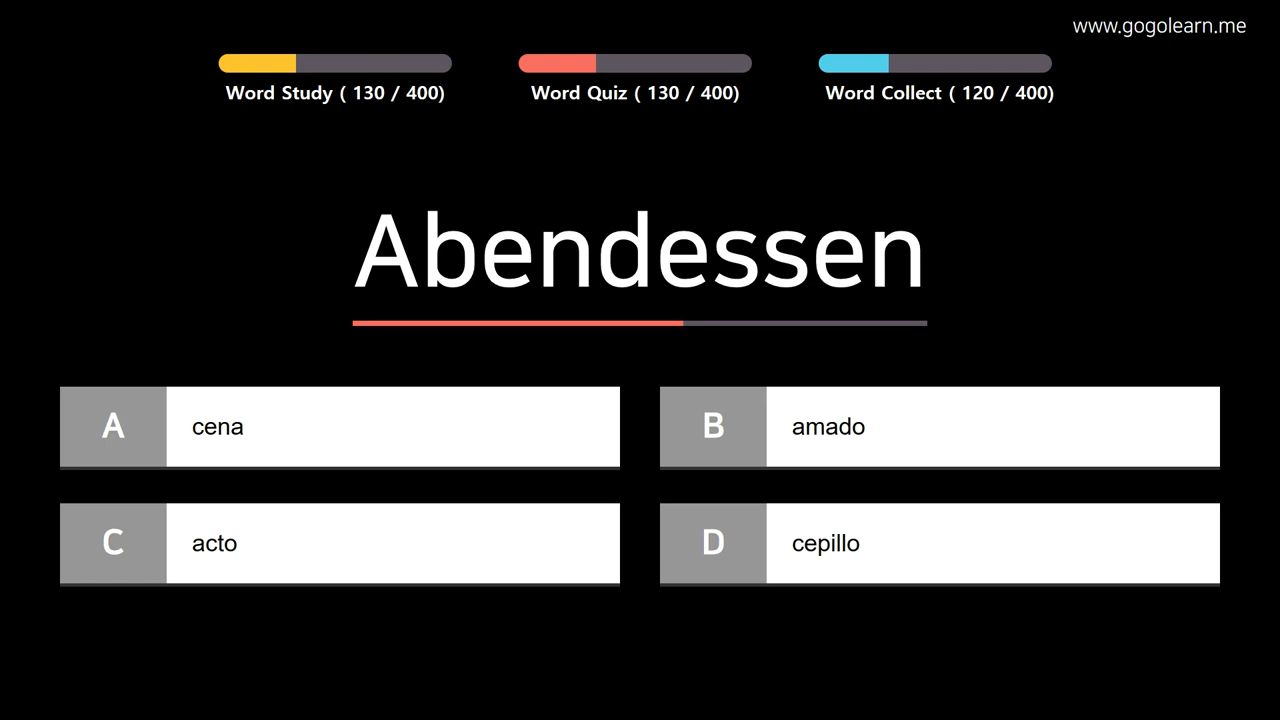 www.gogolearn.me
Word Study ( 130 / 400)
Word Quiz ( 130 / 400)
Word Collect ( 120 / 400)
Abendessen
A cena
B amado
C acto
D cepillo